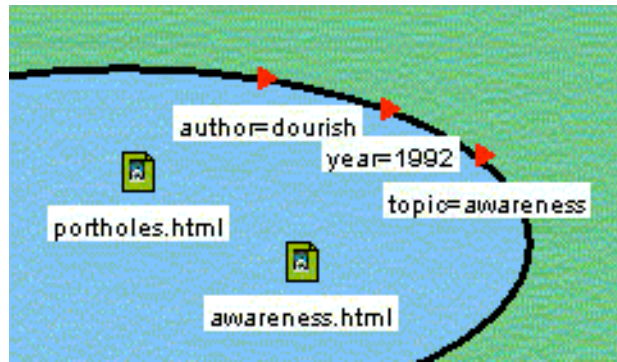 author=dourish
year=1992
topic=awareness
portholes.html
awareness.html